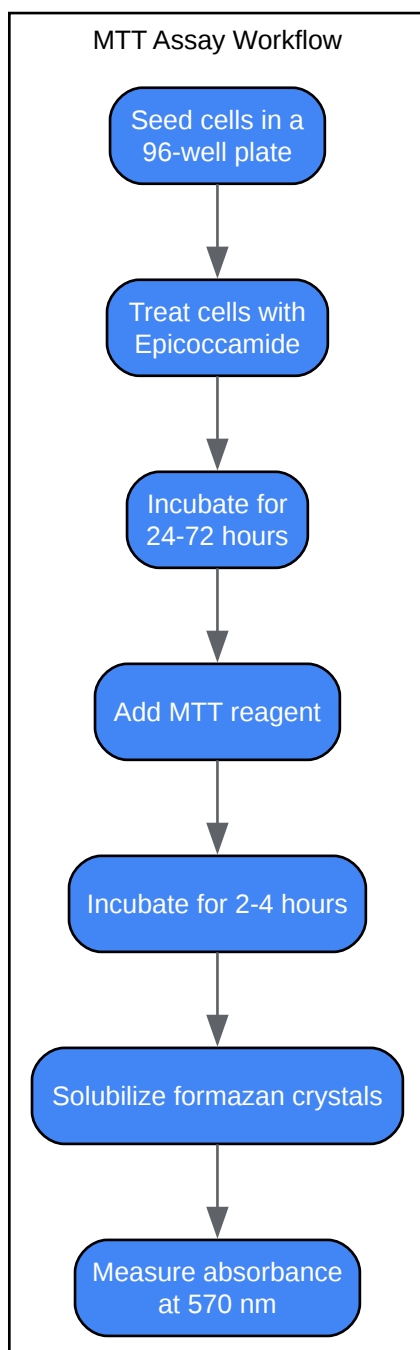 MTT Assay Workflow
Seed cells in a
96-well plate
Treat cells with
Epicoccamide
Incubate for
24-72 hours
Add MTT reagent
Incubate for 2-4 hours
Solubilize formazan crystals
Measure absorbance
at 570 nm